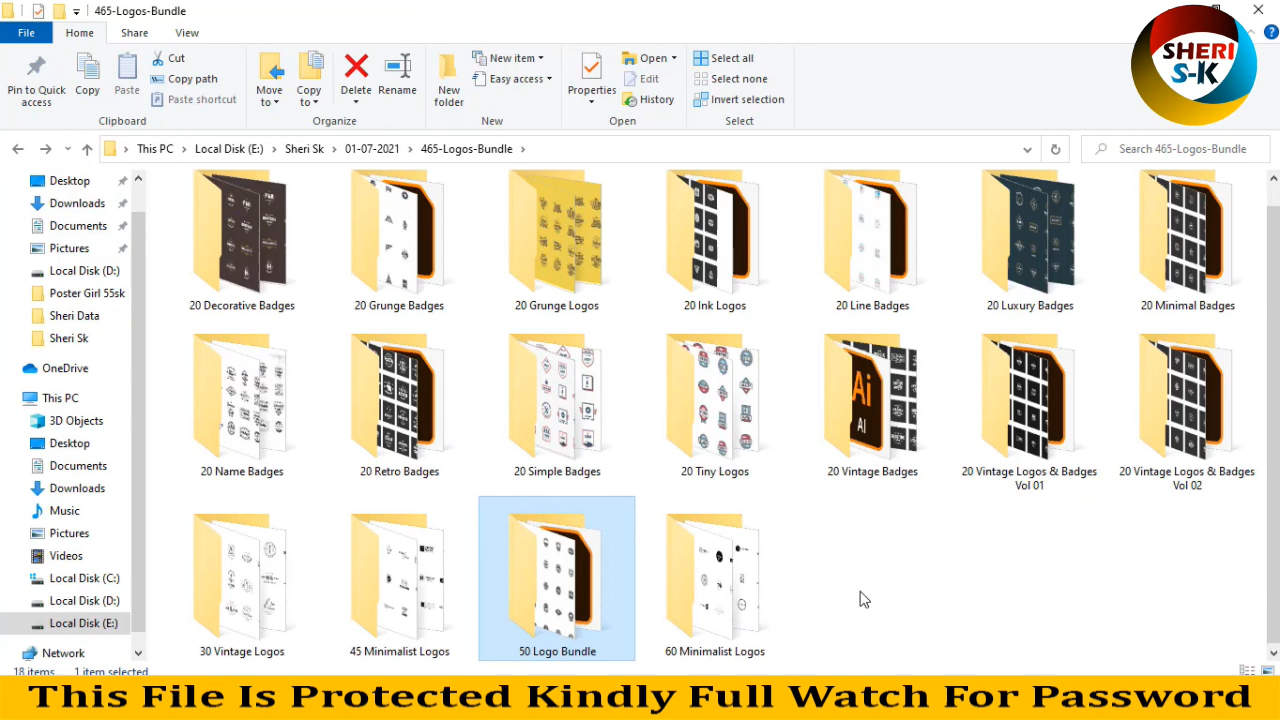 465-Logos-Bundle
File Home Share View
Pin to Quick access
Copy
Paste
Cut
Copy path
Paste shortcut
Clipboard
Move to
Copy to
Delete
Rename
Organize
New folder
New item
Easy access
New
Properties
Open
Edit
History
Open
Select all
Select none
Invert selection
Select
SHERI
S-K
This PC > Local Disk (E:) > Sheri Sk > 01-07-2021 > 465-Logos-Bundle >
Search 465-Logos-Bundle
Desktop
Downloads
Documents
Pictures
Local Disk (D:)
Poster Girl 55sk
Sheri Data
Sheri Sk
OneDrive
This PC
3D Objects
Desktop
Documents
Downloads
Music
Pictures
Videos
Local Disk (C:)
Local Disk (D:)
Local Disk (E:)
Network
20 Decorative Badges
20 Grunge Badges
20 Grunge Logos
20 Ink Logos
20 Line Badges
20 Luxury Badges
20 Minimal Badges
20 Name Badges
20 Retro Badges
20 Simple Badges
20 Tiny Logos
Ai
AI
20 Vintage Badges
20 Vintage Logos & Badges
Vol 01
20 Vintage Logos & Badges
Vol 02
30 Vintage Logos
45 Minimalist Logos
50 Logo Bundle
60 Minimalist Logos
18 items 1 item selected
This File Is Protected Kindly Full Watch For Password